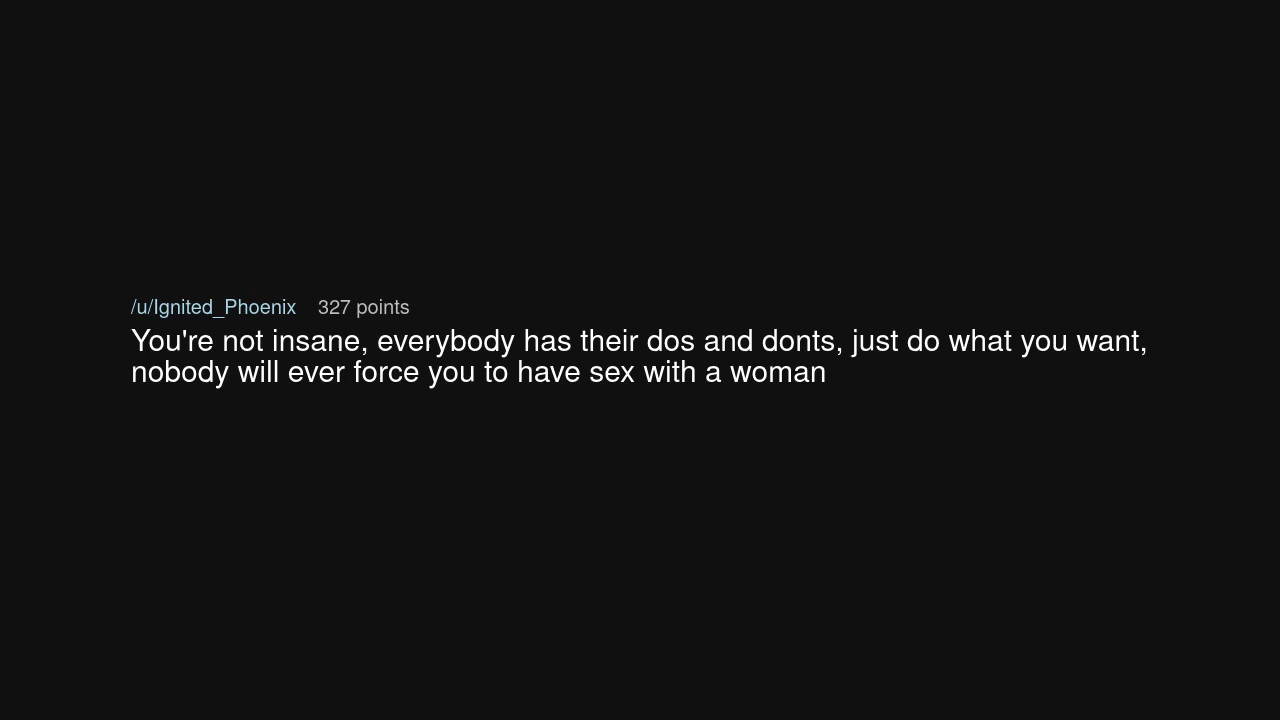 /u/Ignited_Phoenix 327 points
You're not insane, everybody has their dos and donts, just do what you want,
nobody will ever force you to have sex with a woman